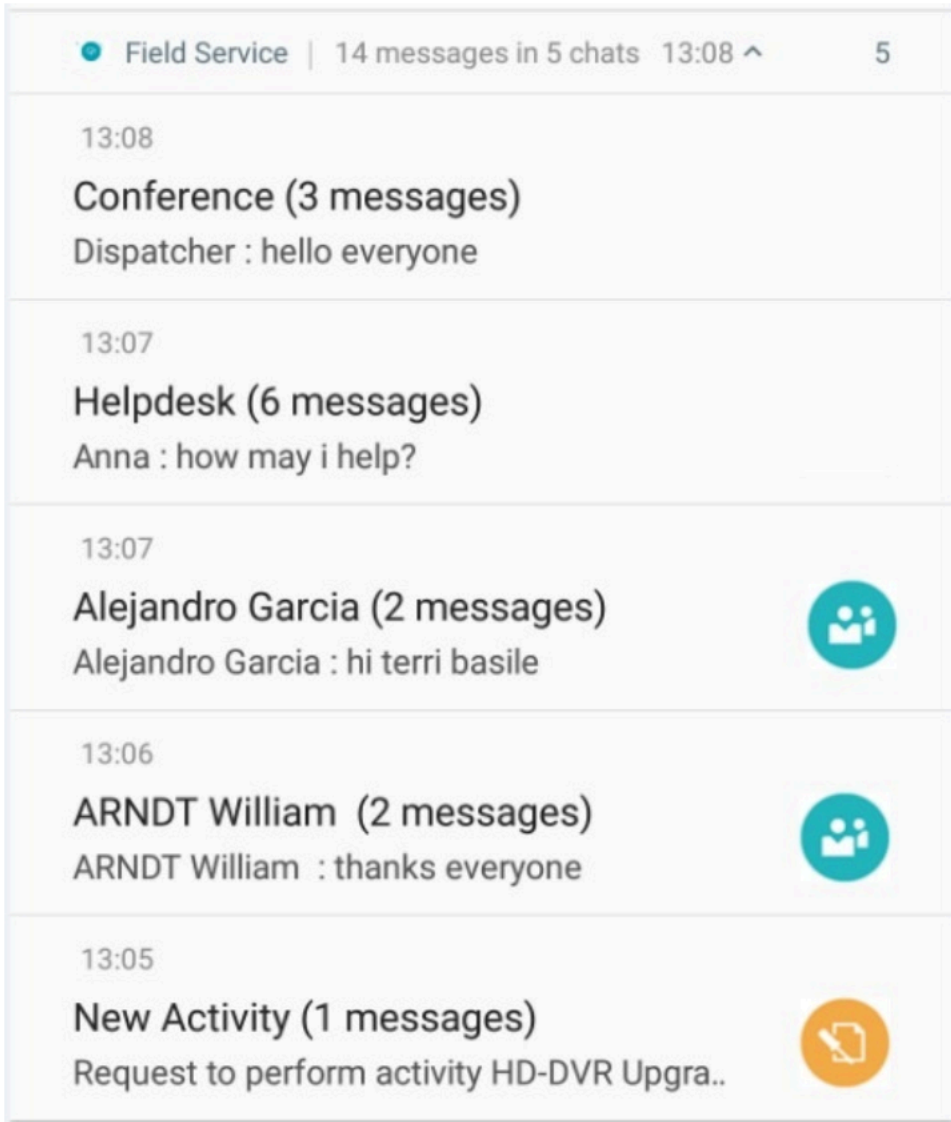 Field Service | 14 messages in 5 chats 13:08 5
13:08
Conference (3 messages)
Dispatcher : hello everyone
13:07
Helpdesk (6 messages)
Anna : how may i help?
13:07
Alejandro Garcia (2 messages)
Alejandro Garcia : hi terri basile
13:06
ARNDT William  (2 messages)
ARNDT William  : thanks everyone
13:05
New Activity (1 messages)
Request to perform activity HD-DVR Upgra..